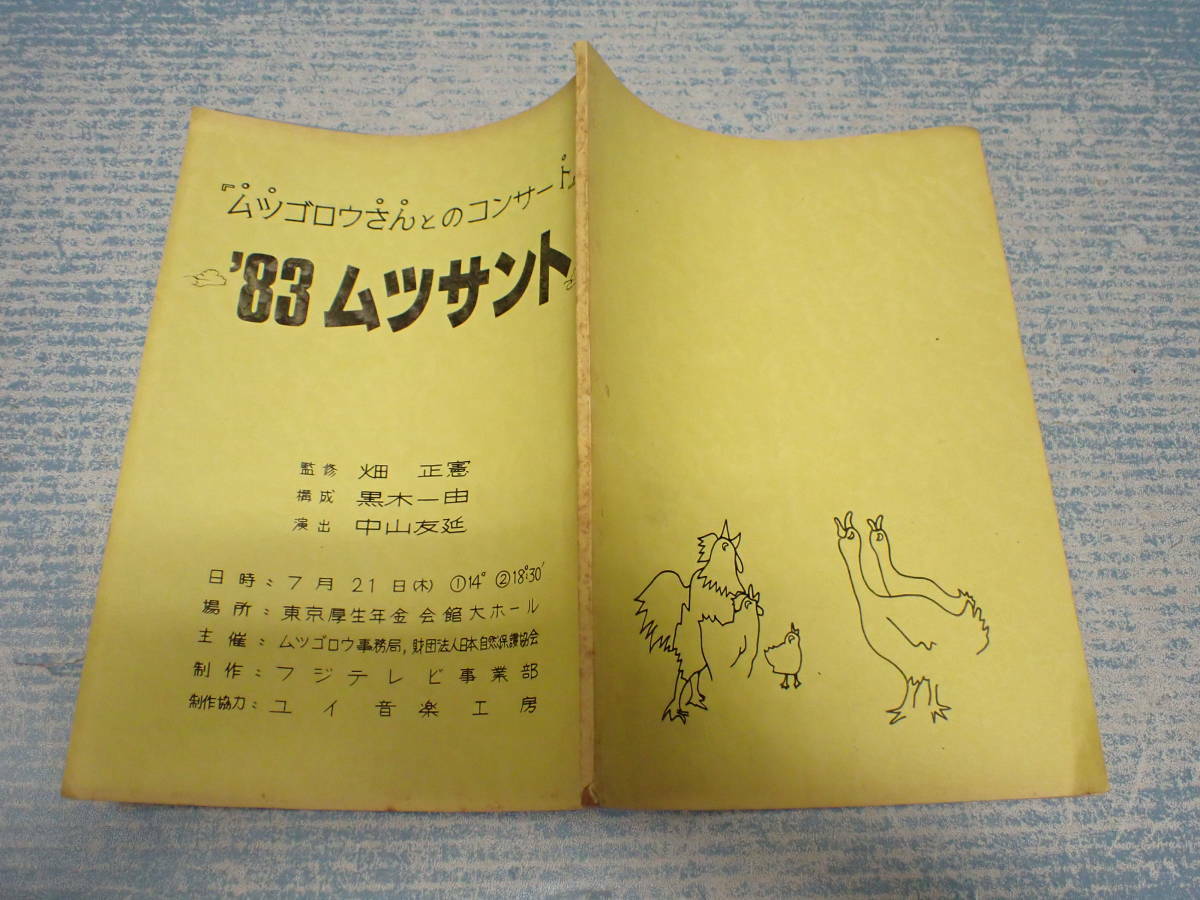 『ムツゴロウさんとのコンサート』
'83 ムツサント
監修 畑 正憲
構成 黒木一由
演出 中山友延
日時：7月21日(木) ①14° ②18°30'
場所：東京厚生年金会館大ホール
主催：ムツゴロウ事務局，財団法人日本自然保護協会
制作：フジテレビ事業部
制作協力：ユイ音楽工房